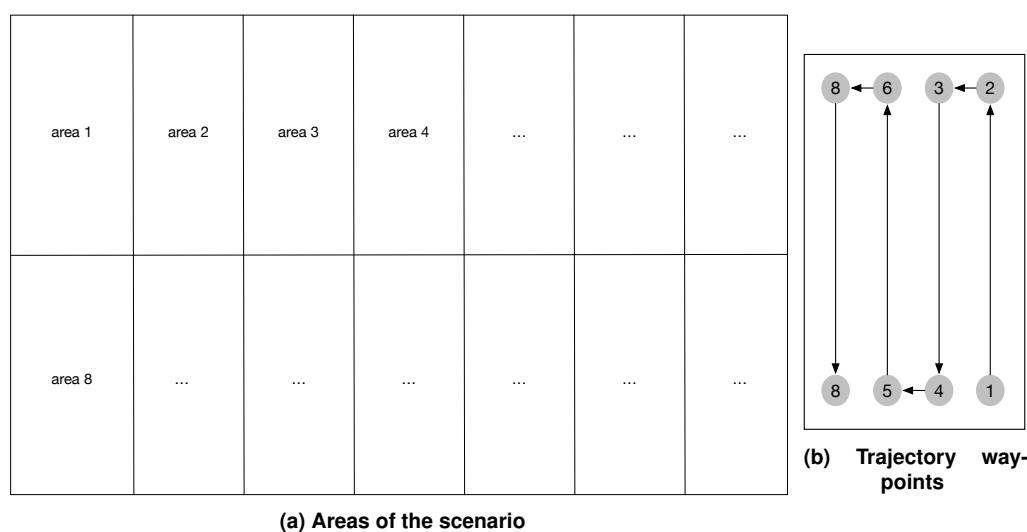 area 1
area 2
area 3
area 4
...
...
...
area 8
...
...
...
...
...
...
(a) Areas of the scenario
8
6
3
2
8
5
4
1
(b) Trajectory way-
points